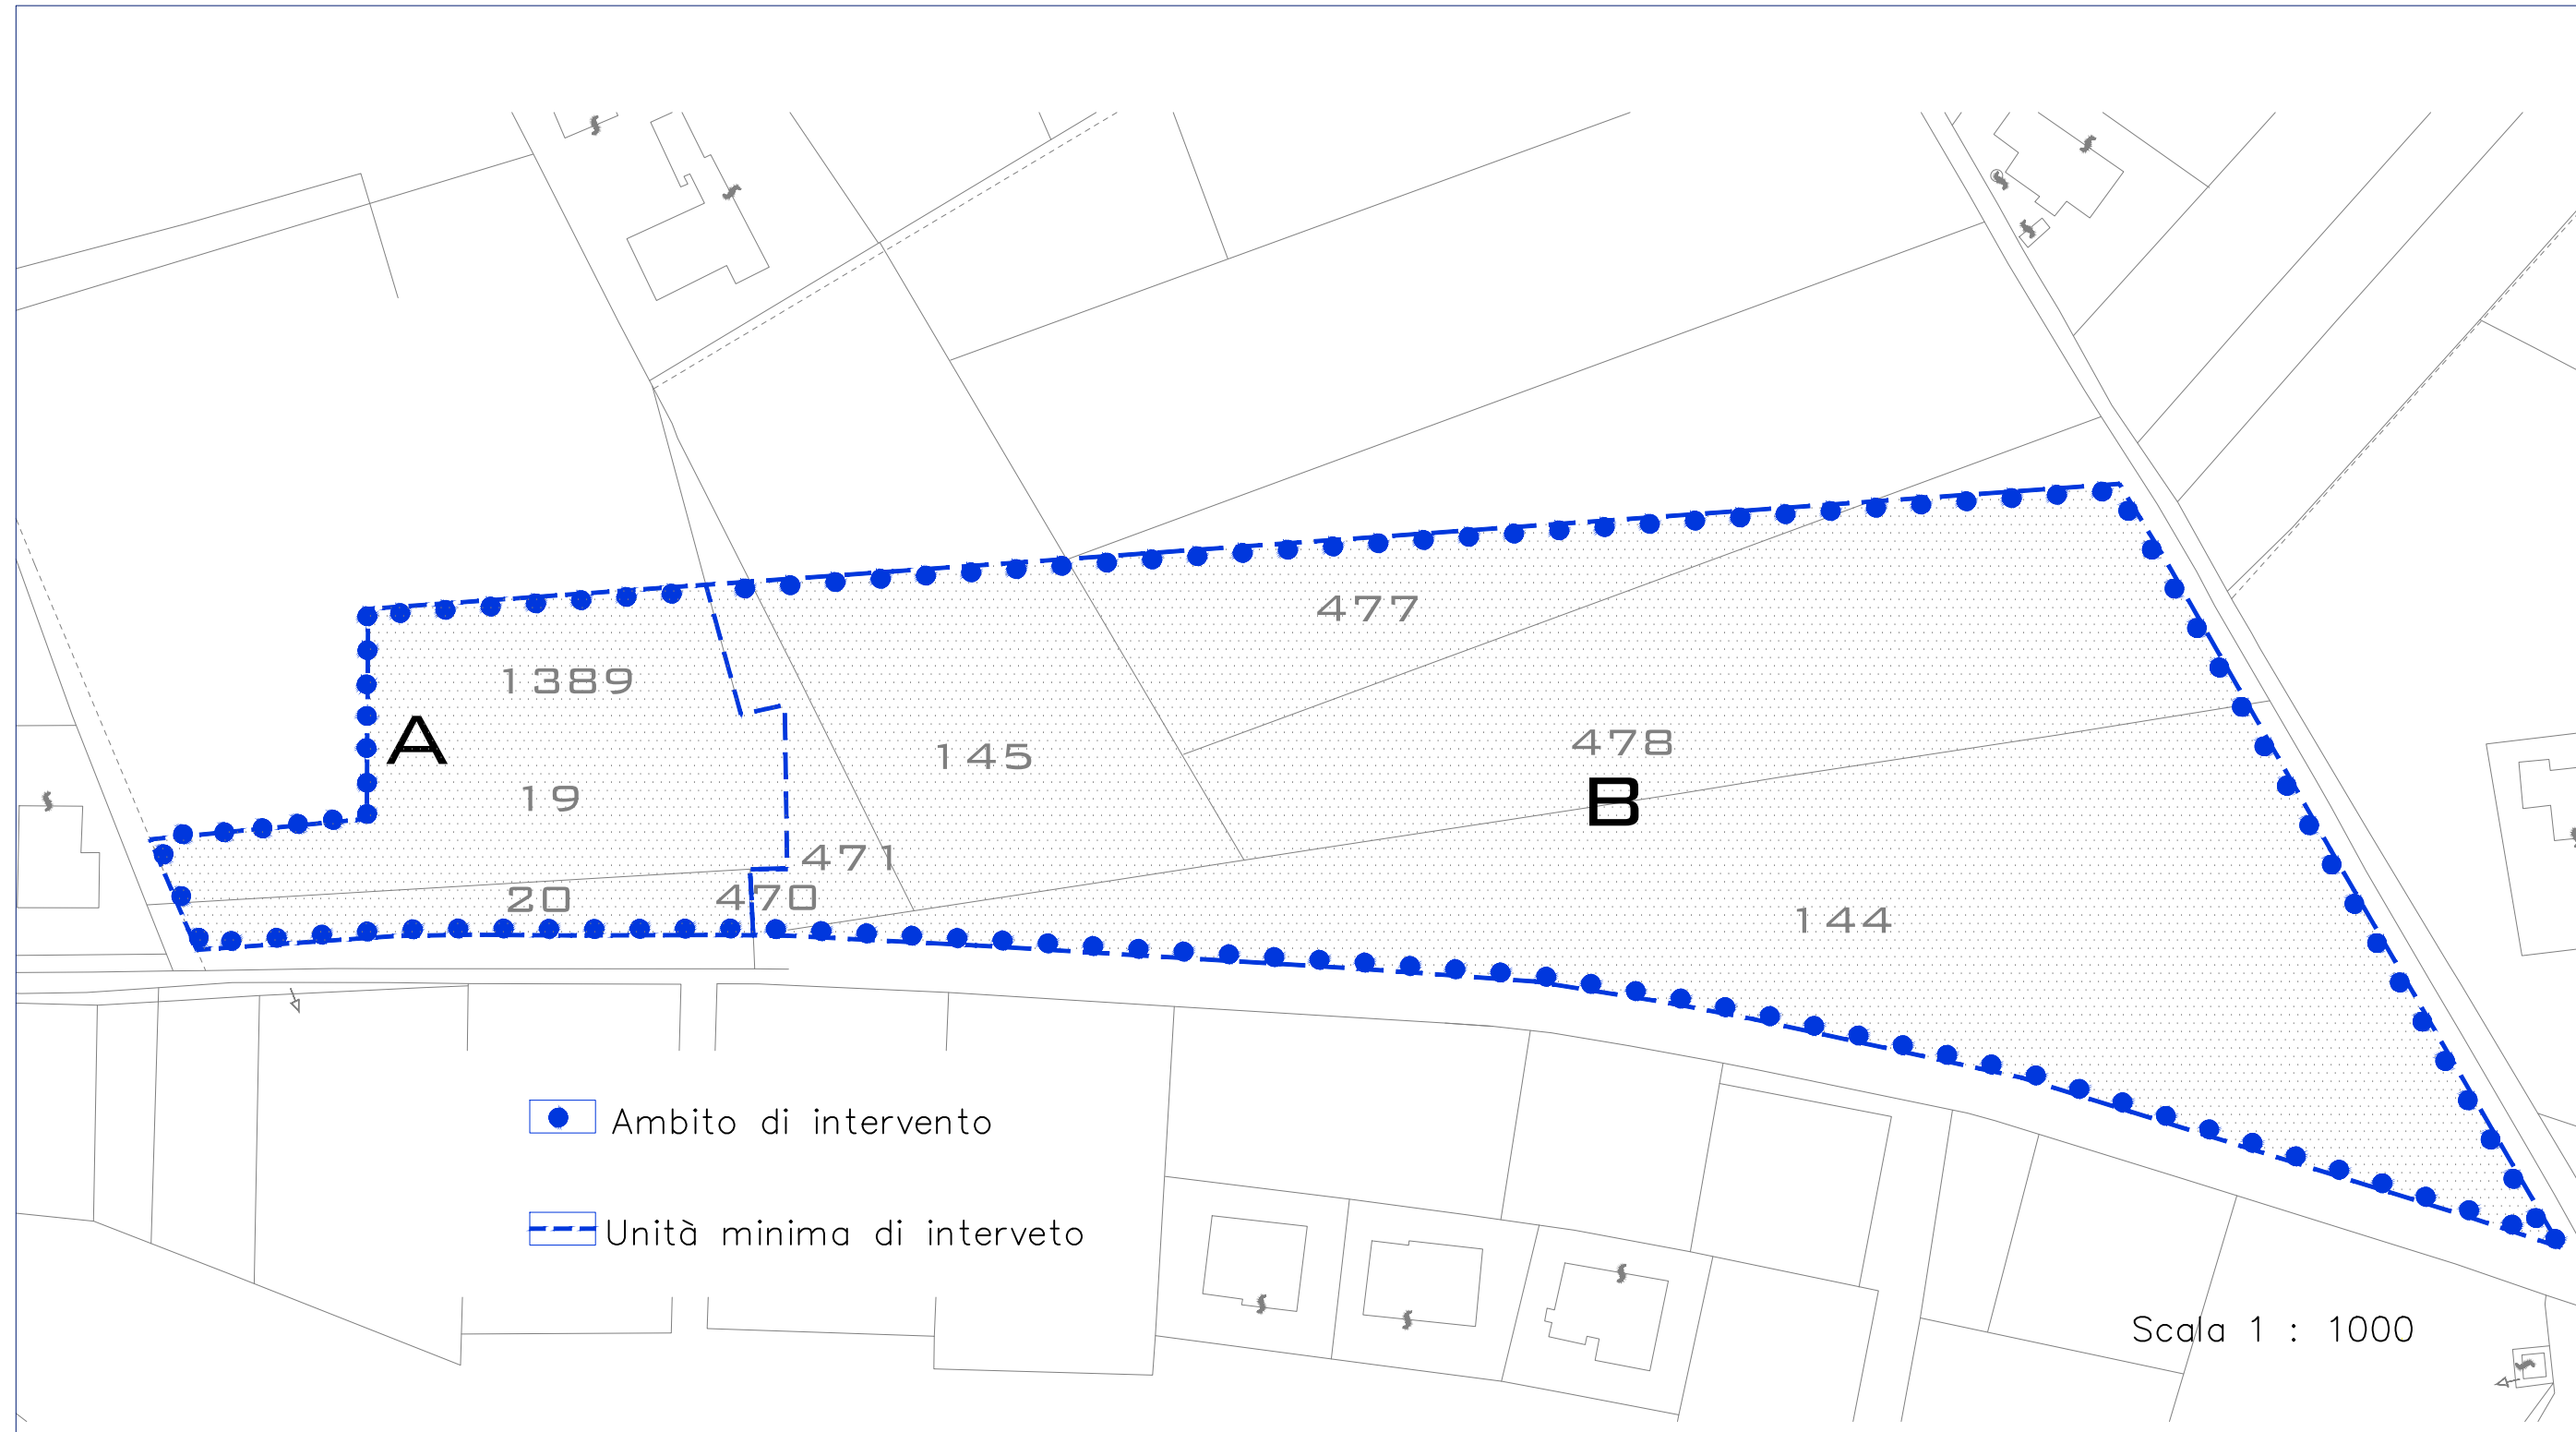 477
1389
A
478
145
19
B
471
20
470
144
Ambito di intervento
Unità minima di interveto
Scala 1 : 1000